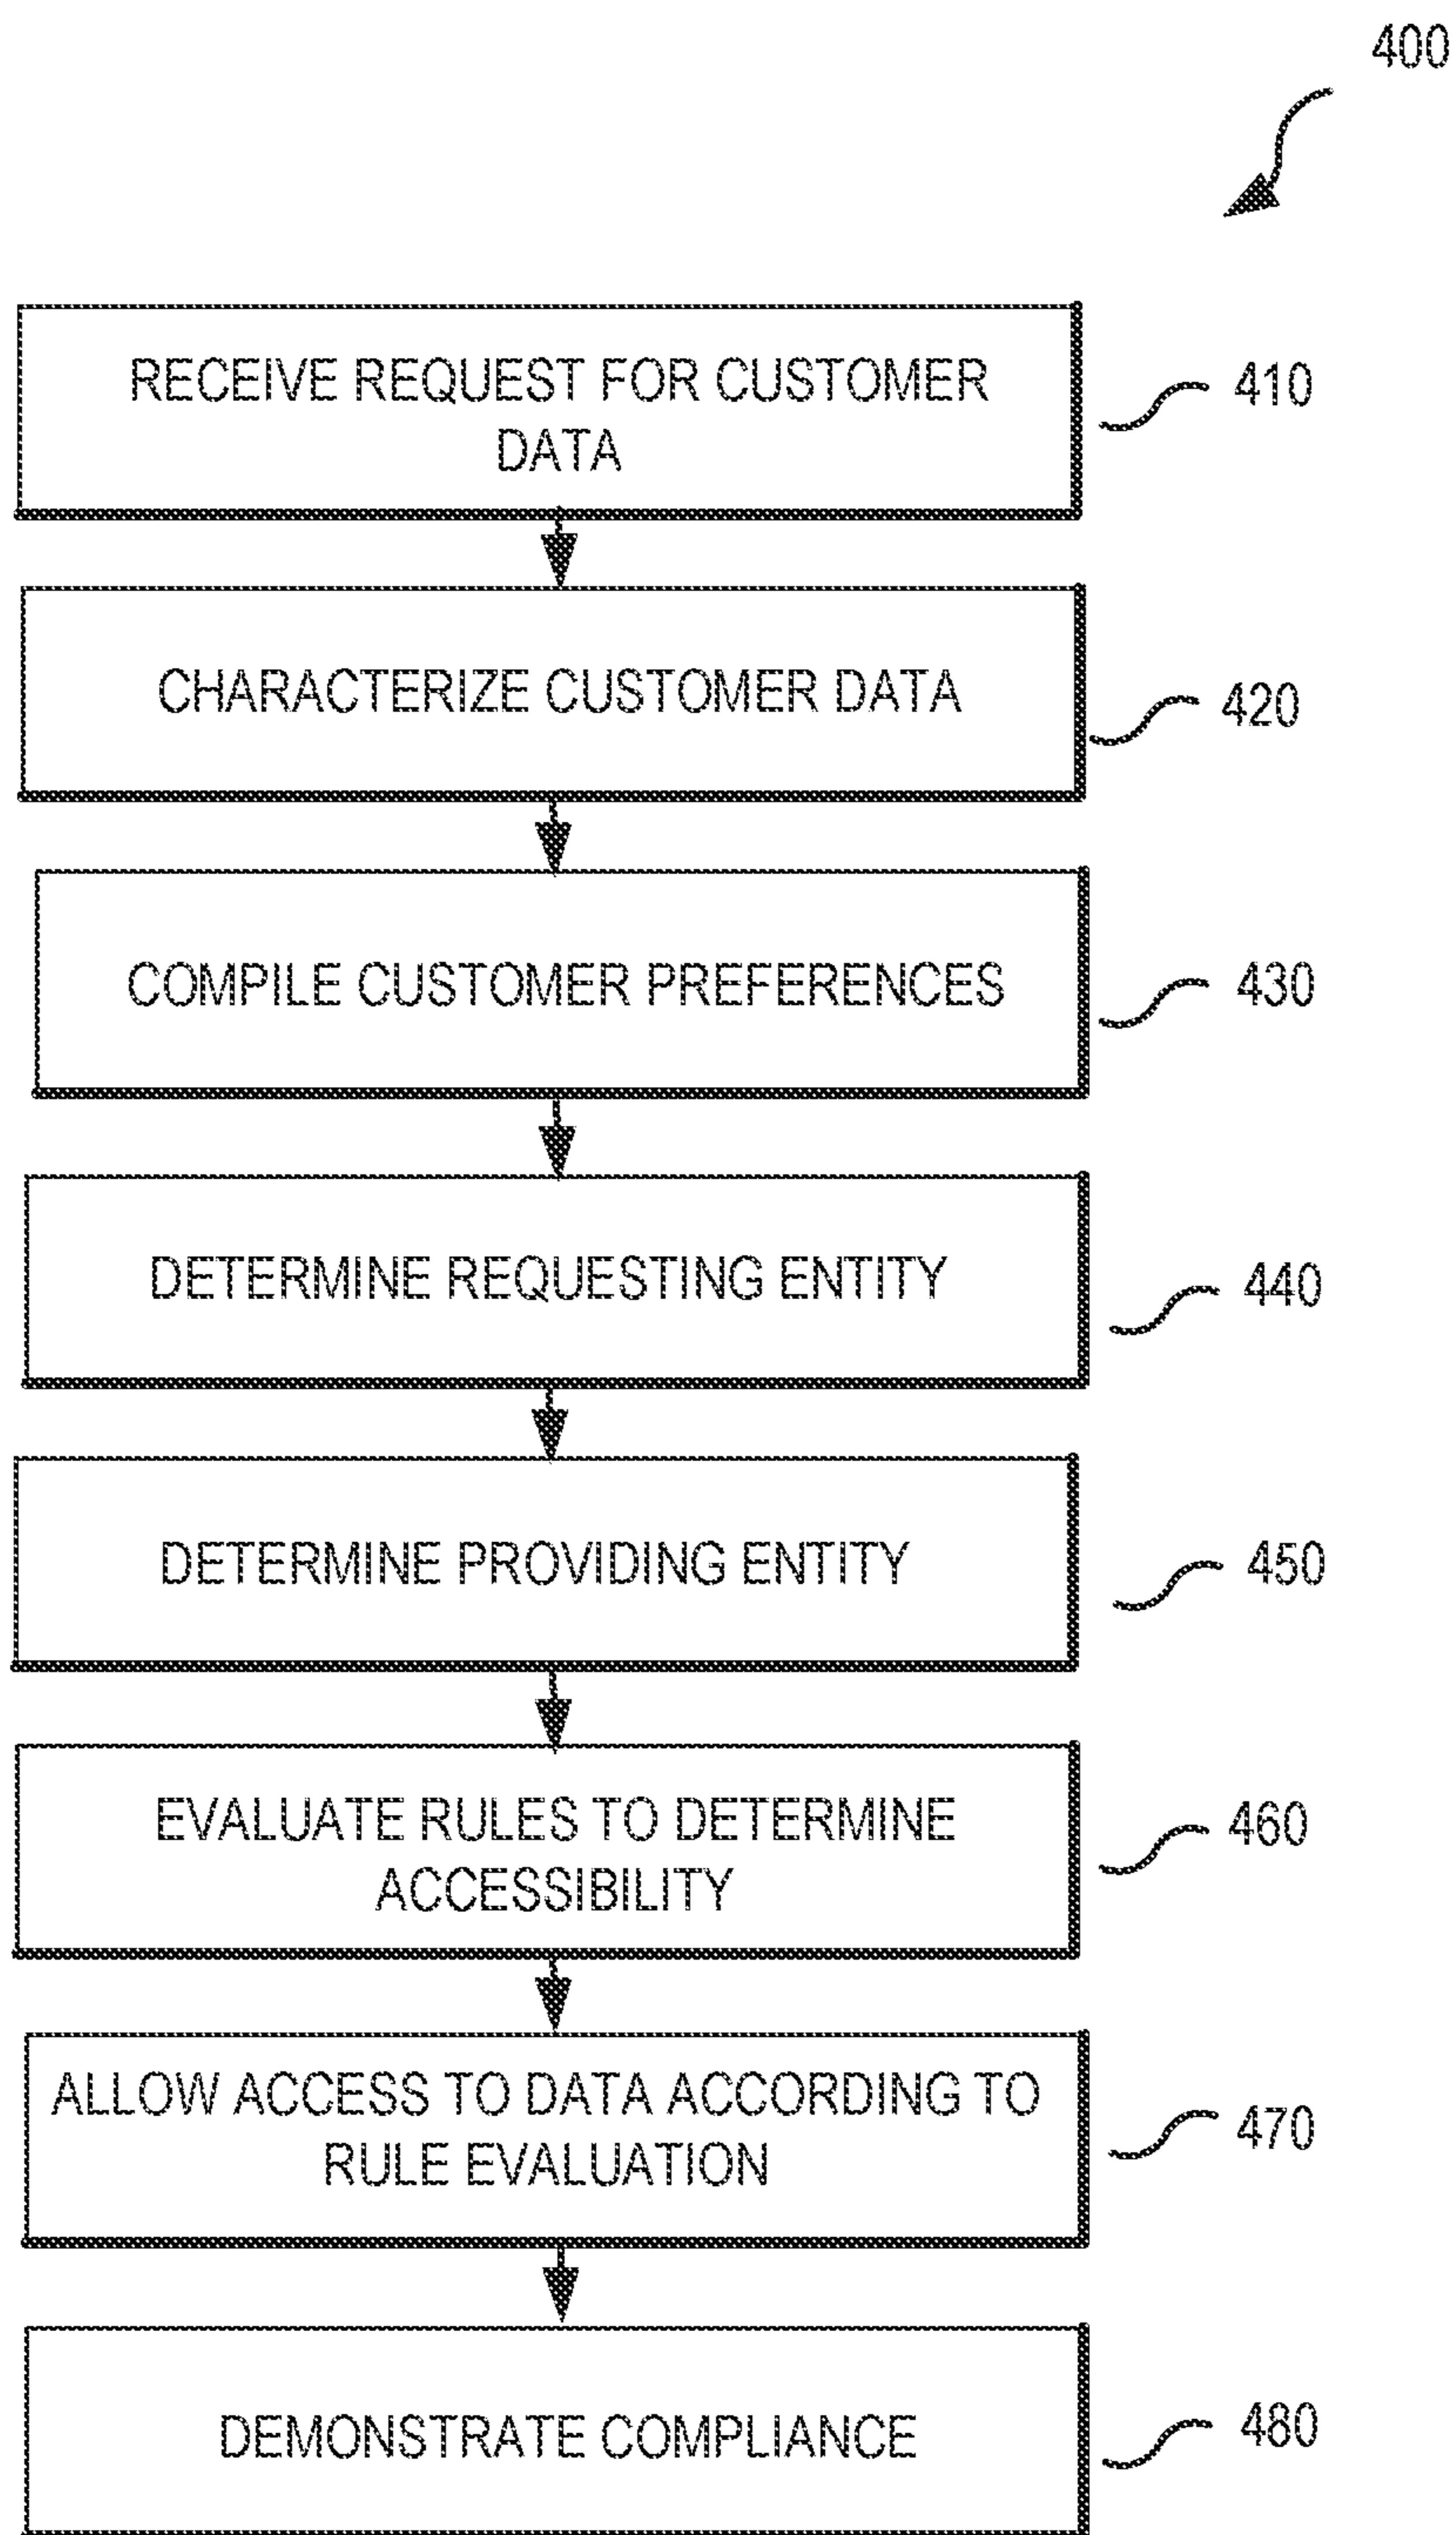 400
RECEIVE REQUEST FOR CUSTOMER
DATA
410
CHARACTERIZE CUSTOMER DATA
420
COMPILE CUSTOMER PREFERENCES
430
DETERMINE REQUESTING ENTITY
440
DETERMINE PROVIDING ENTITY
450
EVALUATE RULES TO DETERMINE
ACCESSIBILITY
460
ALLOW ACCESS TO DATA ACCORDING TO
RULE EVALUATION
470
DEMONSTRATE COMPLIANCE
480